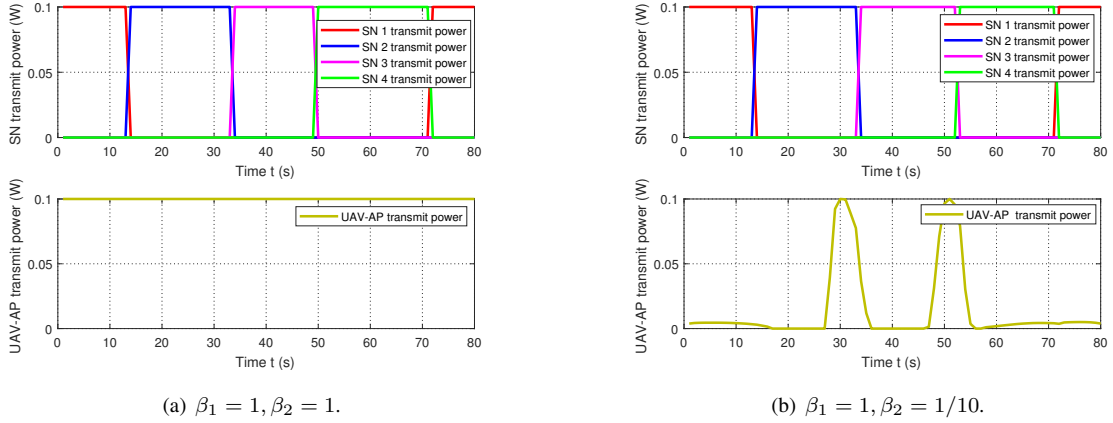 SN transmit power (W)
0.1
0.05
0
SN 1 transmit power
SN 2 transmit power
SN 3 transmit power
SN 4 transmit power
0 10 20 30 40 50 60 70 80
Time t (s)
UAV-AP transmit power (W)
0.1
0.05
0
UAV-AP transmit power
0 10 20 30 40 50 60 70 80
Time t (s)
(a) β₁ = 1, β₂ = 1.
SN transmit power (W)
0.1
0.05
0
SN 1 transmit power
SN 2 transmit power
SN 3 transmit power
SN 4 transmit power
0 10 20 30 40 50 60 70 80
Time t (s)
UAV-AP transmit power (W)
0.1
0.05
0
UAV-AP transmit power
0 10 20 30 40 50 60 70 80
Time t (s)
(b) β₁ = 1, β₂ = 1/10.